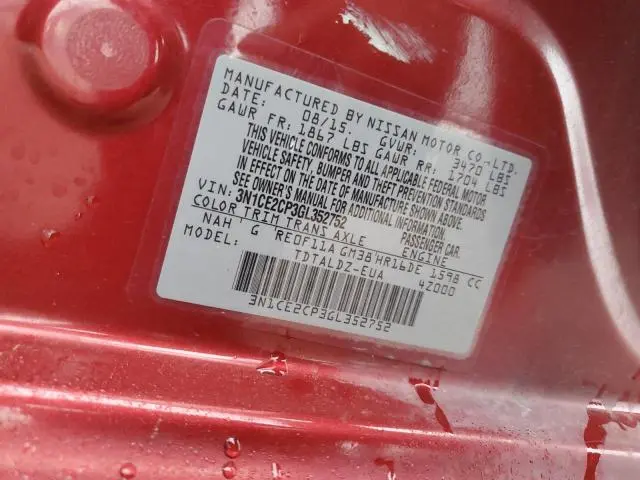 MANUFACTURED BY NISSAN MOTOR CO.,LTD.
DATE: 08/15. GVWR: 3470 LBS
GAWR FR: 1867 LBS GAWR RR: 1704 LBS
THIS VEHICLE CONFORMS TO ALL APPLICABLE FEDERAL MOTOR
VEHICLE SAFETY, BUMPER AND THEFT PREVENTION STANDARDS
IN EFFECT ON THE DATE OF MANUFACTURE SHOWN ABOVE.
SEE OWNER'S MANUAL FOR ADDITIONAL INFORMATION.
VIN: 3N1CE2CP3GL352752 PASSENGER CAR.
COLOR TRIM TRANS AXLE ENGINE
NAH G RE0F11A GM38 HR16DE 1598 CC
MODEL: TDTALDZ-EUA 4Z000
3N1CE2CP3GL352752